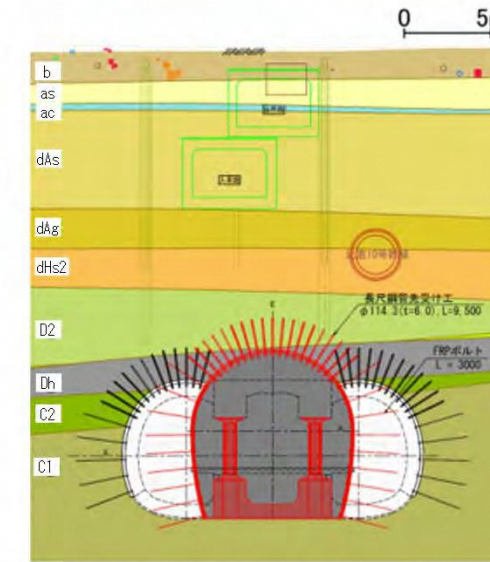 0 5
b
as
ac
dAs
dAg
dHs2
D2
Dh
C2
C1
長尺鋼管先受け工
φ114.3(t=6.0), L=9,500
FRPボルト
L = 3000